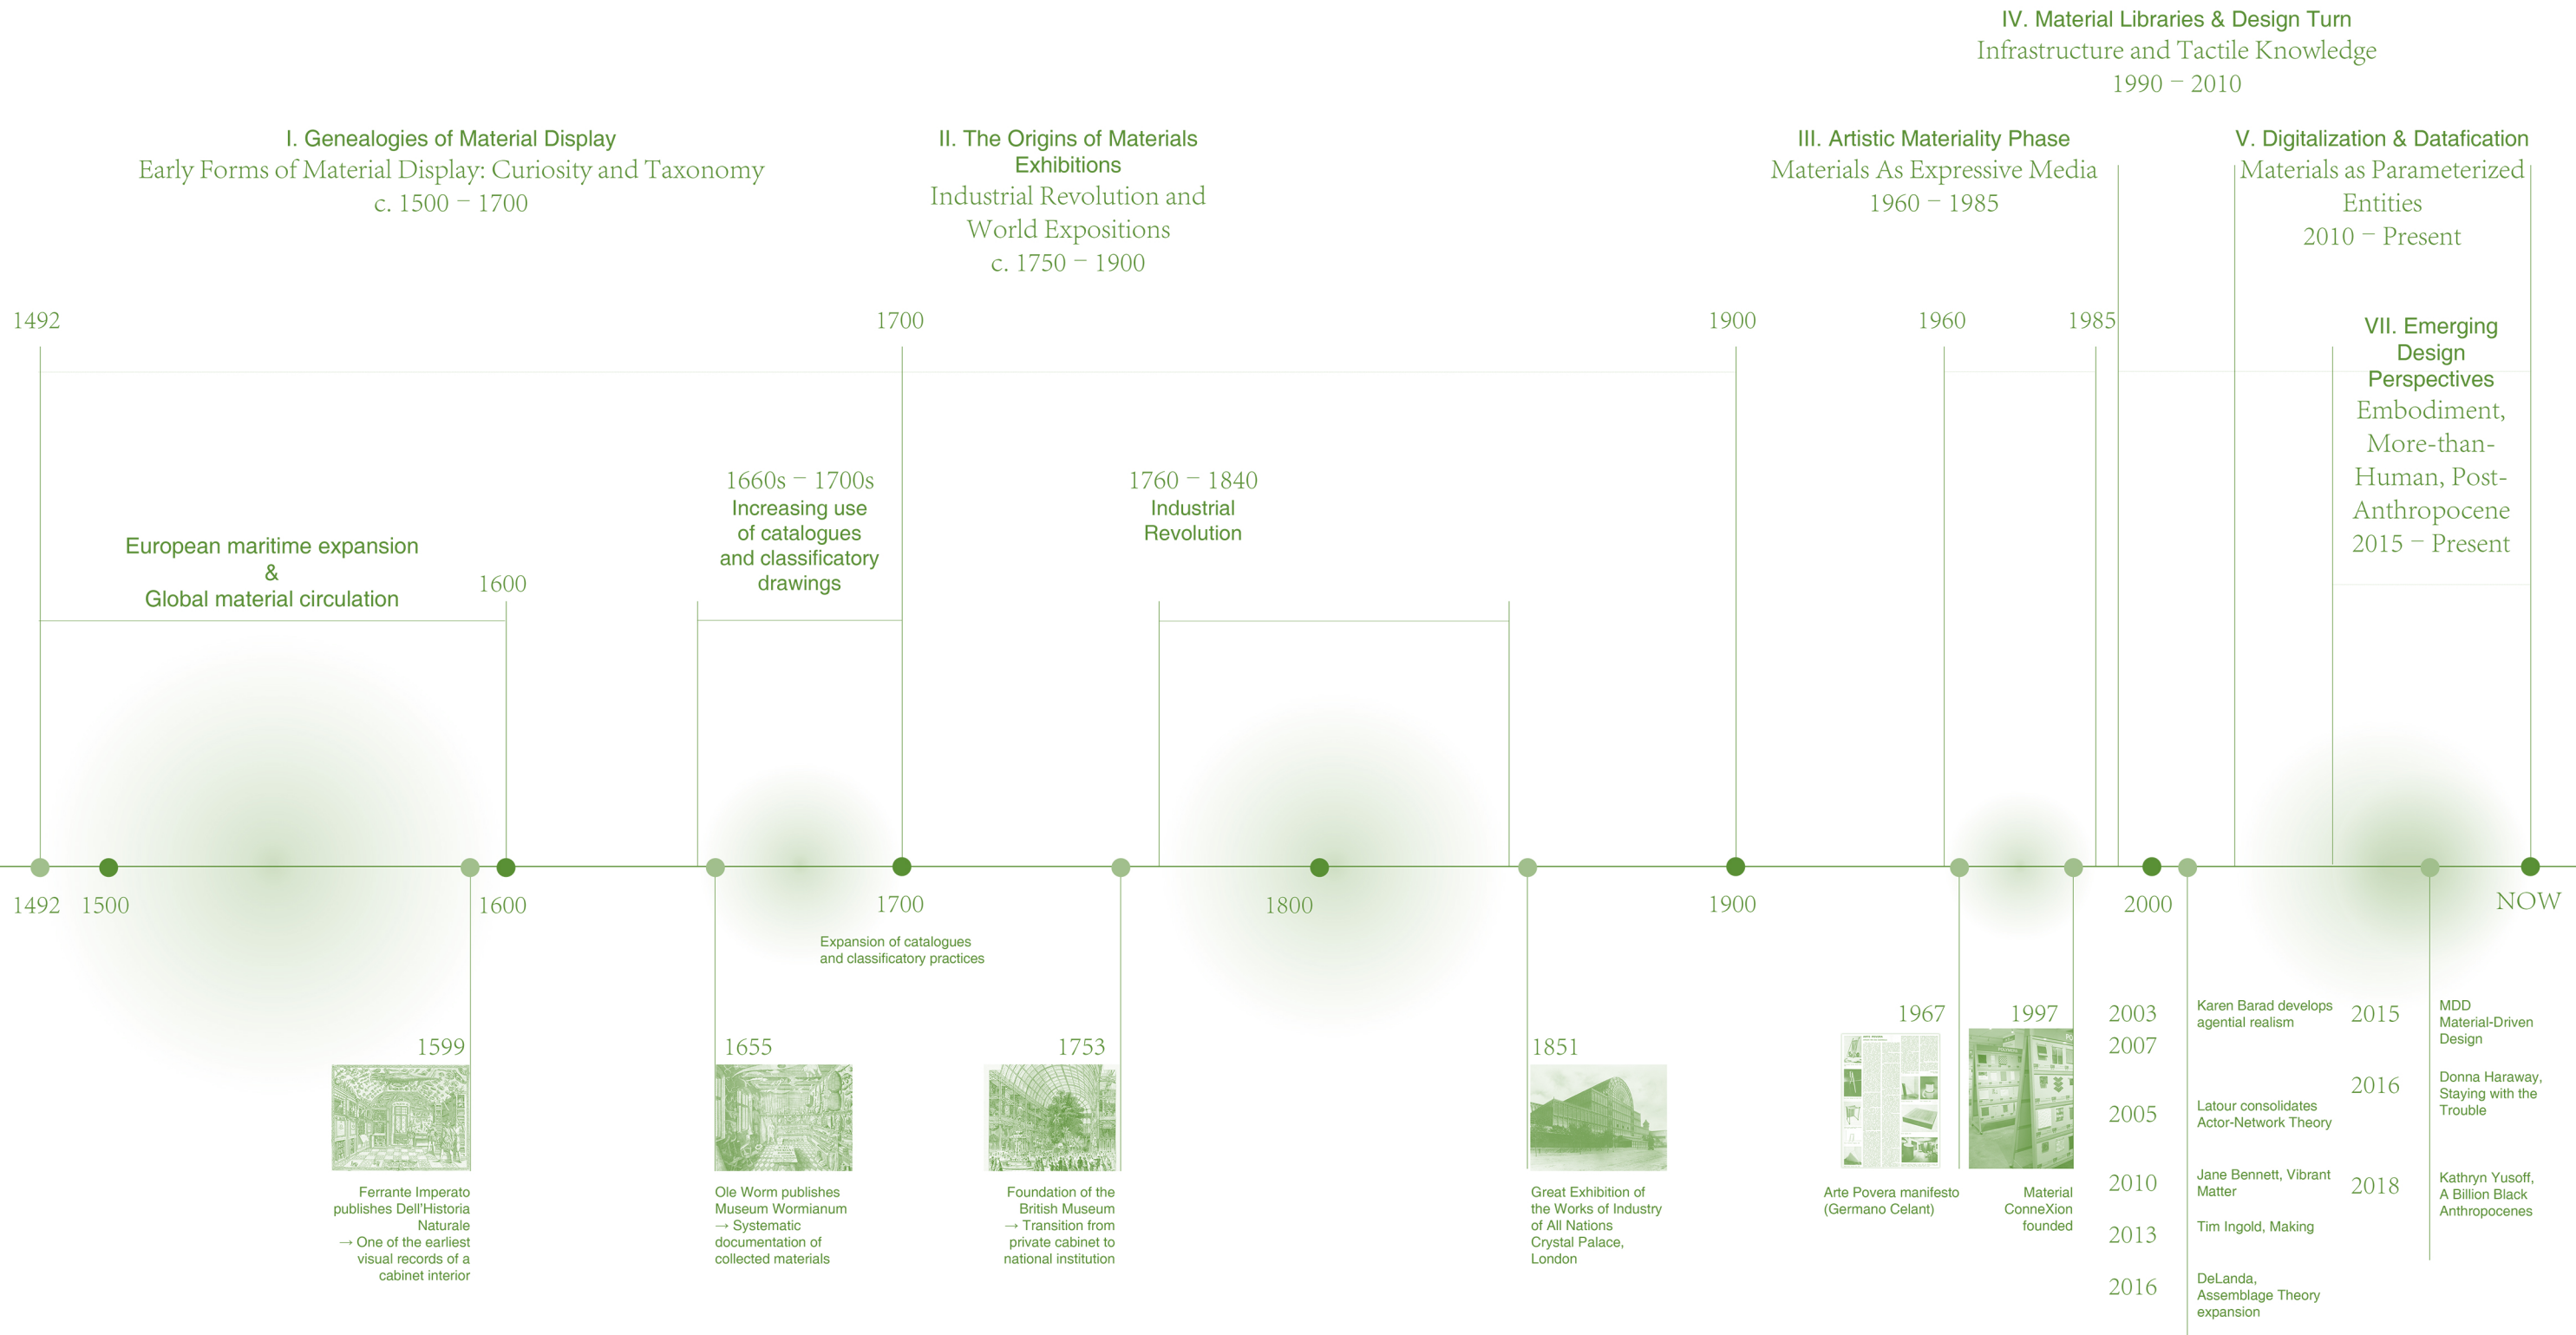 IV. Material Libraries & Design Turn
Infrastructure and Tactile Knowledge
1990 – 2010
I. Genealogies of Material Display
Early Forms of Material Display: Curiosity and Taxonomy
c. 1500 – 1700
II. The Origins of Materials
Exhibitions
Industrial Revolution and
World Expositions
c. 1750 – 1900
III. Artistic Materiality Phase
Materials As Expressive Media
1960 – 1985
V. Digitalization & Datafication
Materials as Parameterized
Entities
2010 – Present
1492
1700
1900
1960
1985
VII. Emerging
Design
Perspectives
Embodiment,
More-than-
Human, Post-
Anthropocene
2015 – Present
European maritime expansion
&
Global material circulation
1600
1660s – 1700s
Increasing use
of catalogues
and classificatory
drawings
1760 – 1840
Industrial
Revolution
1492
1500
1600
1700
1800
1900
2000
NOW
Expansion of catalogues
and classificatory practices
1599
Ferrante Imperato
publishes Dell'Historia
Naturale
→ One of the earliest
visual records of a
cabinet interior
1655
Ole Worm publishes
Museum Wormianum
→ Systematic
documentation of
collected materials
1753
Foundation of the
British Museum
→ Transition from
private cabinet to
national institution
1851
Great Exhibition of
the Works of Industry
of All Nations
Crystal Palace,
London
1967
Arte Povera manifesto
(Germano Celant)
1997
Material
ConneXion
founded
2003
Karen Barad develops
agential realism
2007
2005
Latour consolidates
Actor-Network Theory
2010
Jane Bennett, Vibrant
Matter
2013
Tim Ingold, Making
2016
DeLanda,
Assemblage Theory
expansion
2015
MDD
Material-Driven
Design
2016
Donna Haraway,
Staying with the
Trouble
2018
Kathryn Yusoff,
A Billion Black
Anthropocenes